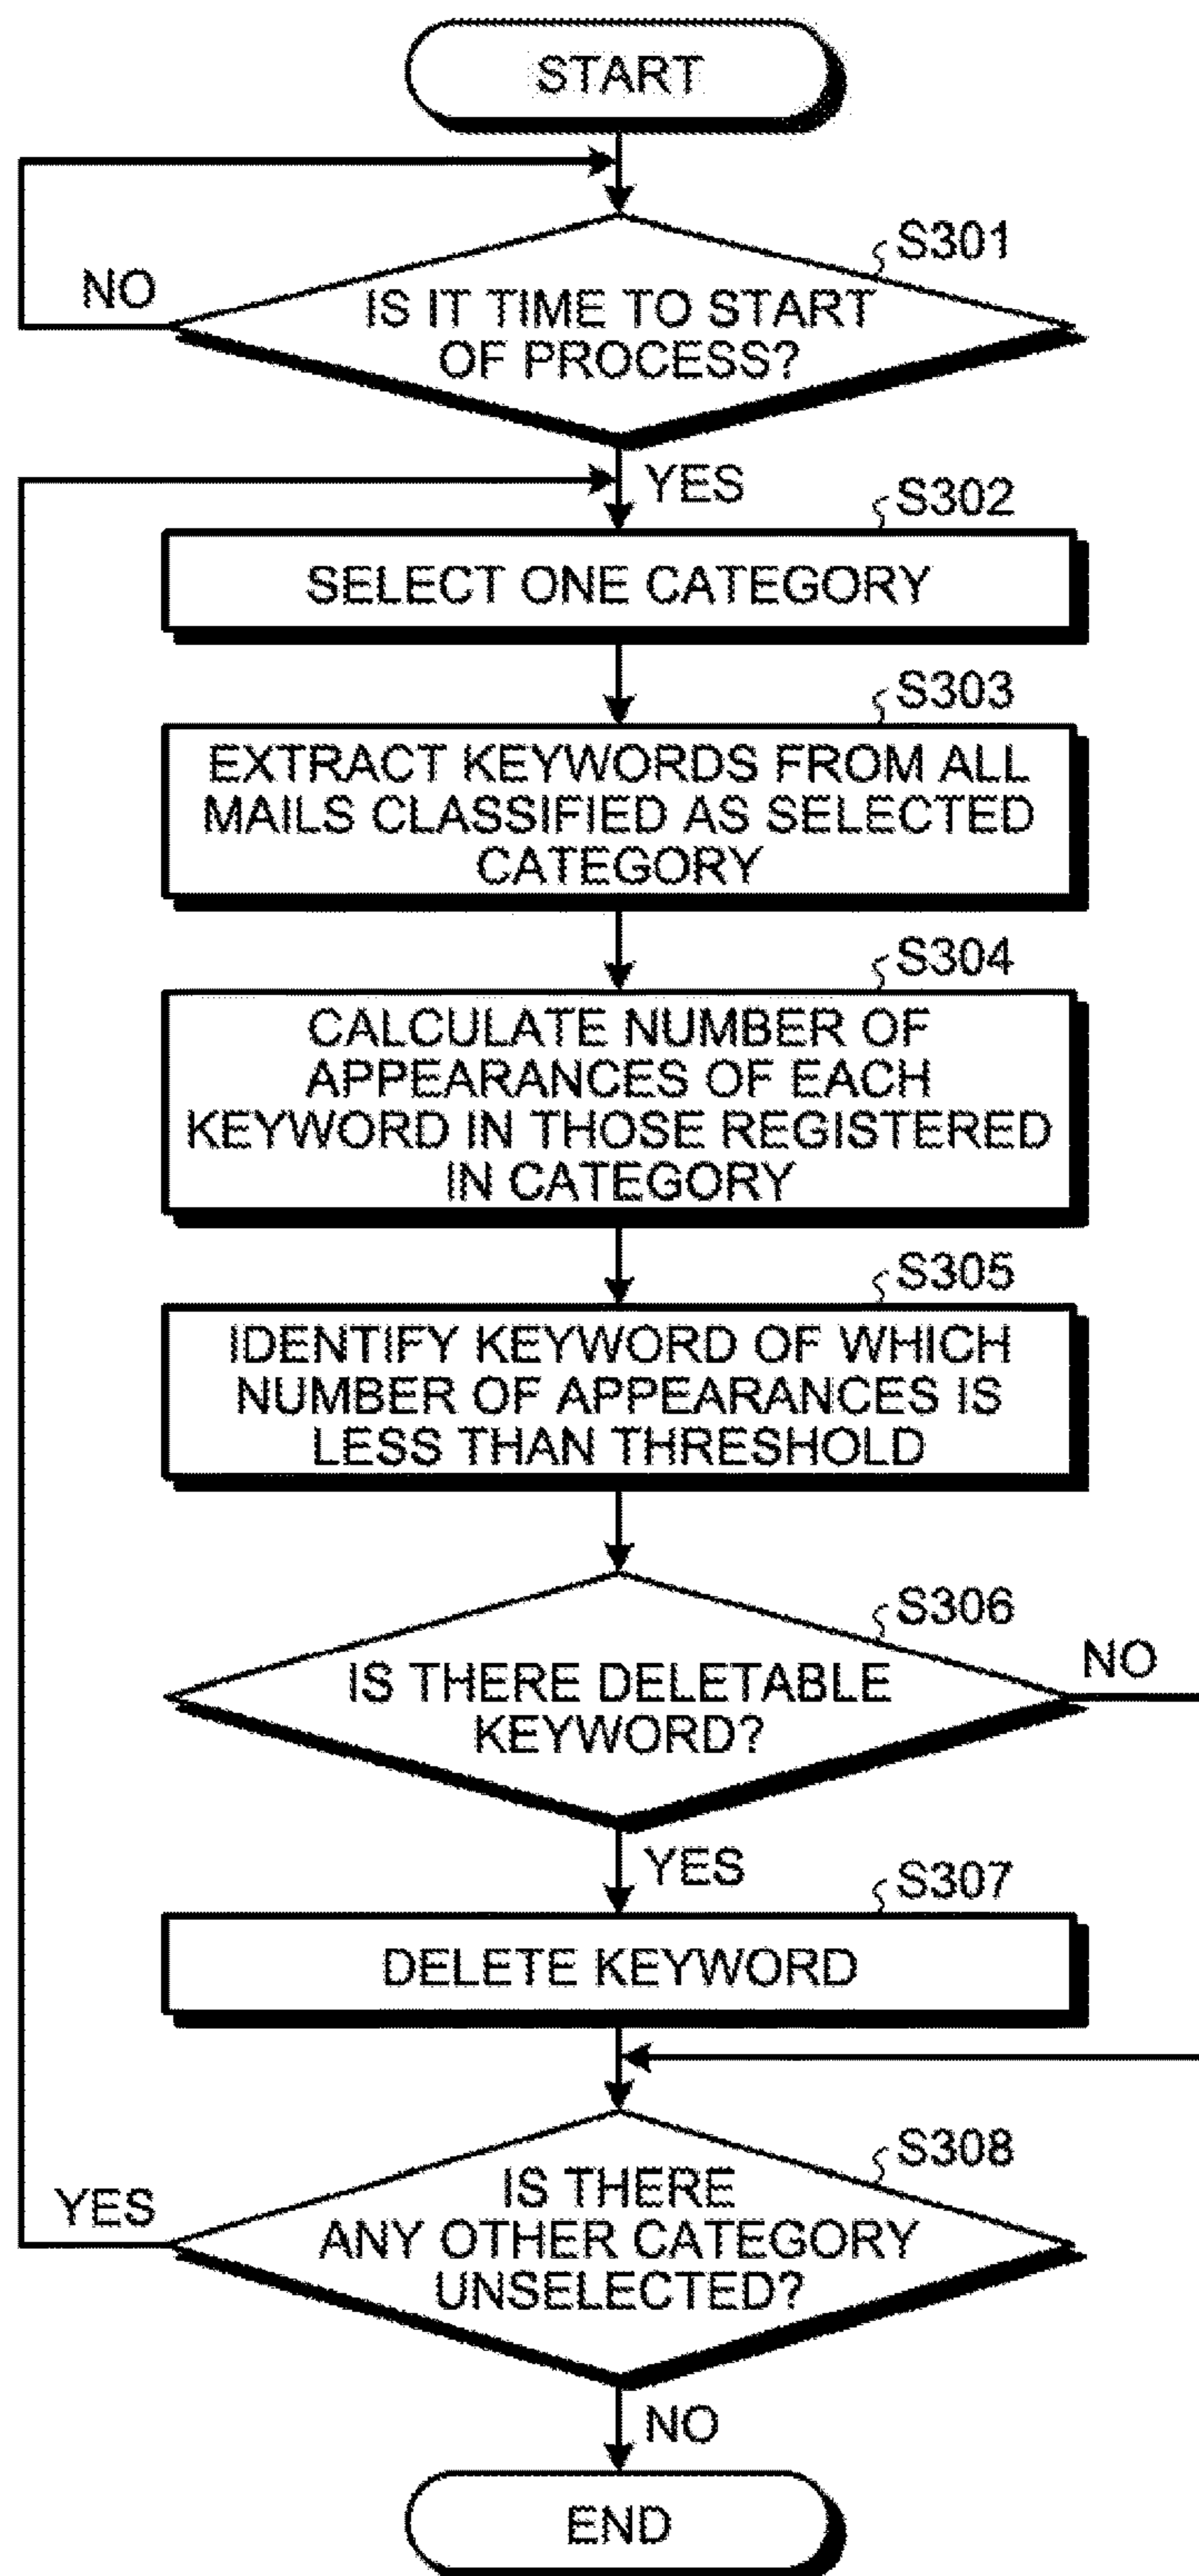 START
S301
NO
IS IT TIME TO START
OF PROCESS?
YES
S302
SELECT ONE CATEGORY
S303
EXTRACT KEYWORDS FROM ALL
MAILS CLASSIFIED AS SELECTED
CATEGORY
S304
CALCULATE NUMBER OF
APPEARANCES OF EACH
KEYWORD IN THOSE REGISTERED
IN CATEGORY
S305
IDENTIFY KEYWORD OF WHICH
NUMBER OF APPEARANCES IS
LESS THAN THRESHOLD
S306
NO
IS THERE DELETABLE
KEYWORD?
YES
S307
DELETE KEYWORD
S308
YES
IS THERE
ANY OTHER CATEGORY
UNSELECTED?
NO
END